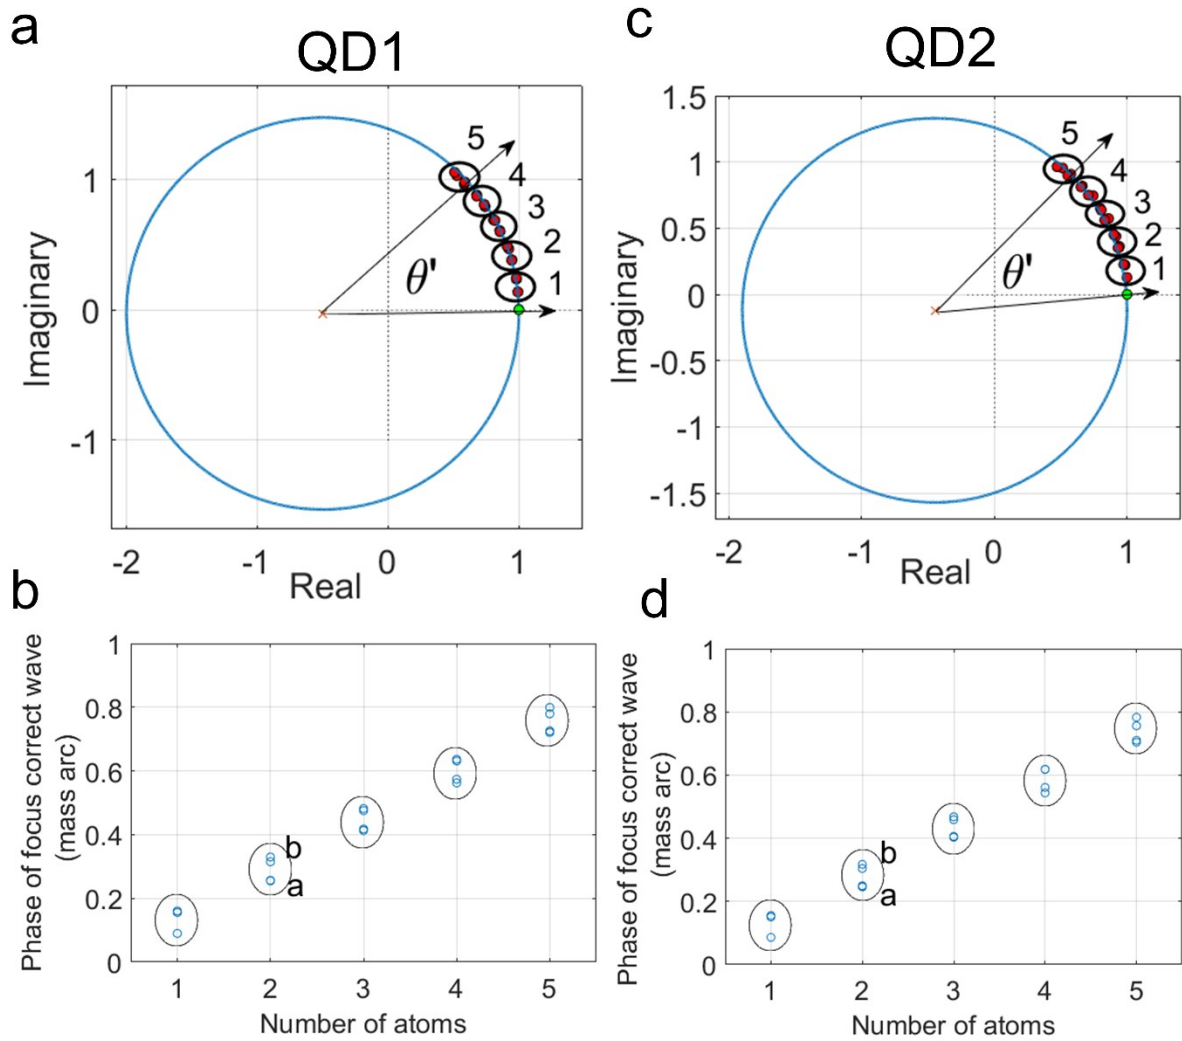 a
QD1
1
0
-1
Imaginary
-2
-1
0
1
Real
5
4
3
2
1
θ'
c
QD2
1.5
1
0.5
0
-0.5
-1
-1.5
Imaginary
-2
-1
0
1
Real
5
4
3
2
1
θ'
b
Phase of focus correct wave
(mass arc)
1
0.8
0.6
0.4
0.2
0
b
a
1
2
3
4
5
Number of atoms
d
Phase of focus correct wave
(mass arc)
1
0.8
0.6
0.4
0.2
0
b
a
1
2
3
4
5
Number of atoms